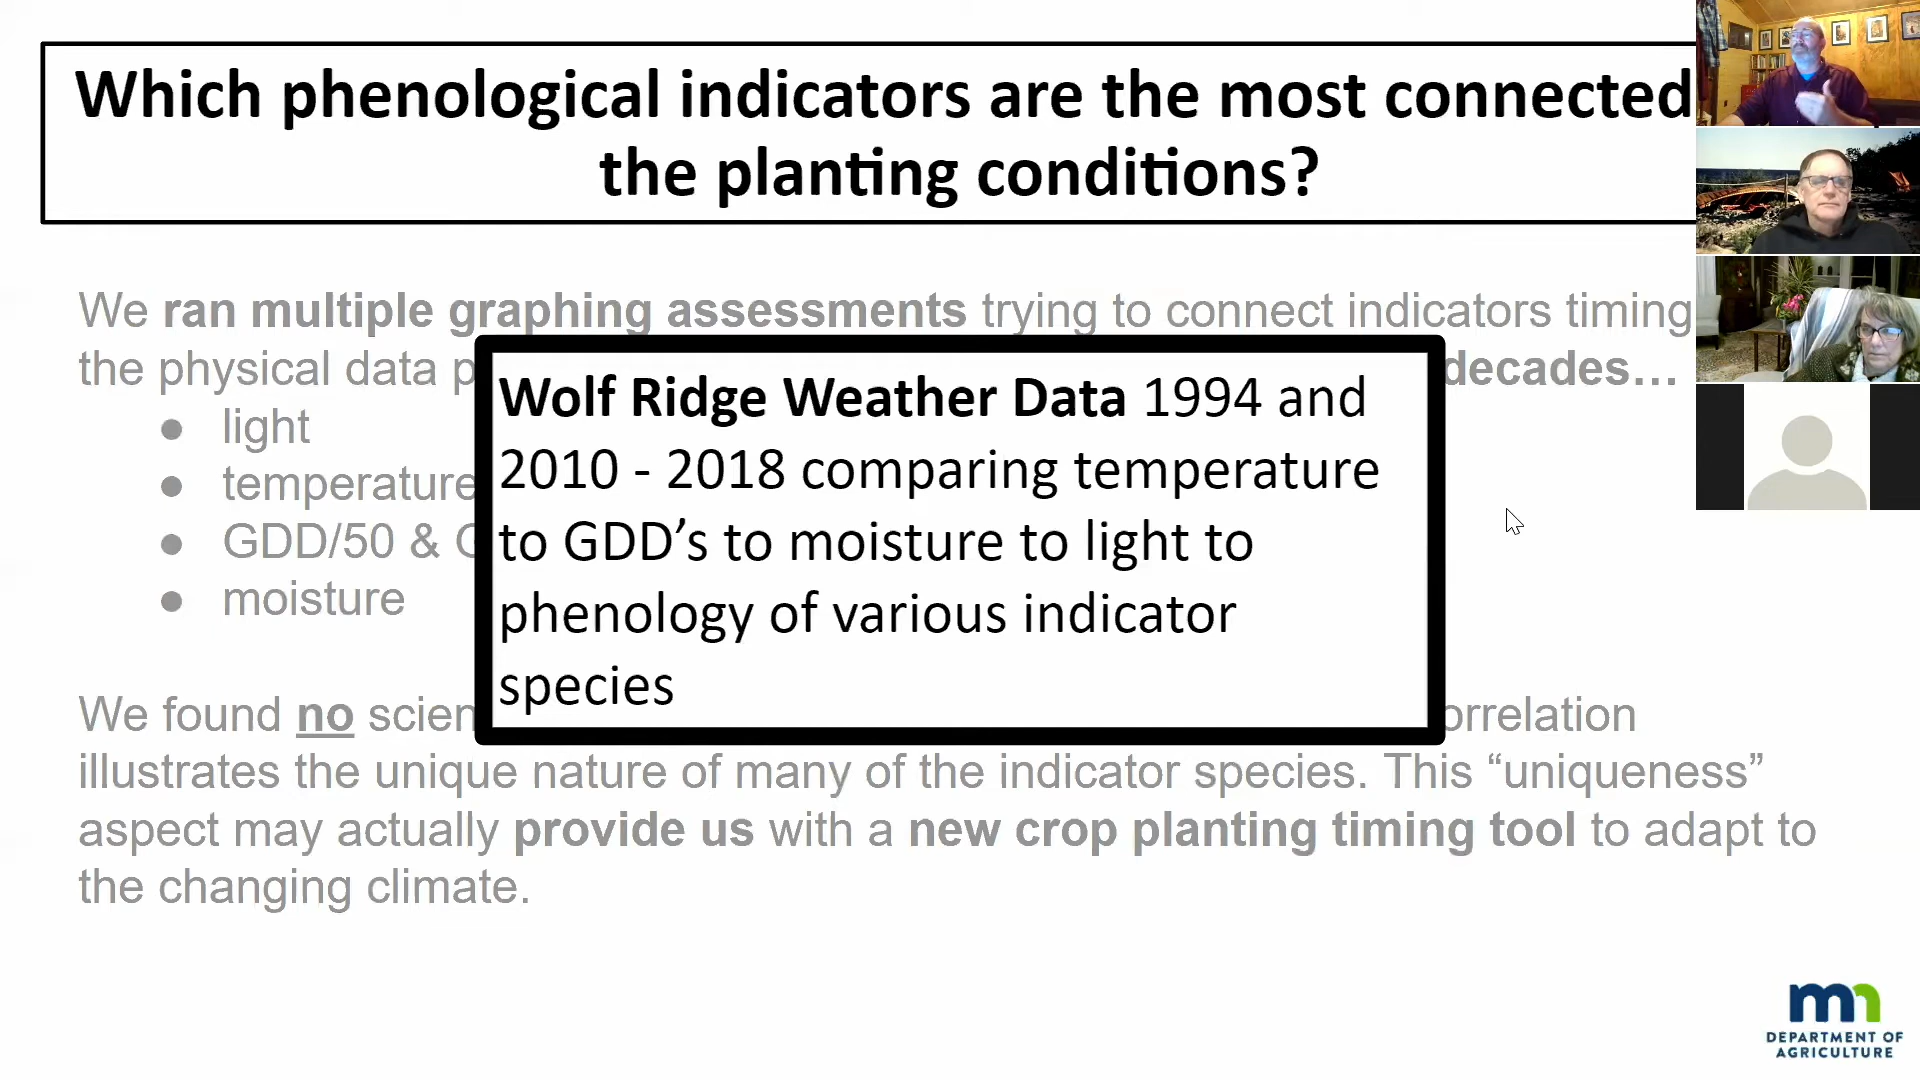 Which phenological indicators are the most connected
the planting conditions?
We ran multiple graphing assessments trying to connect indicators timing
the physical data decades…
● light
● temperature
● GDD/50 &
● moisture
Wolf Ridge Weather Data 1994 and
2010 - 2018 comparing temperature
to GDD’s to moisture to light to
phenology of various indicator
species
We found no
illustrates the unique nature of many of the indicator species. This “uniqueness”
aspect may actually provide us with a new crop planting timing tool to adapt to
the changing climate.
mn
DEPARTMENT OF
AGRICULTURE